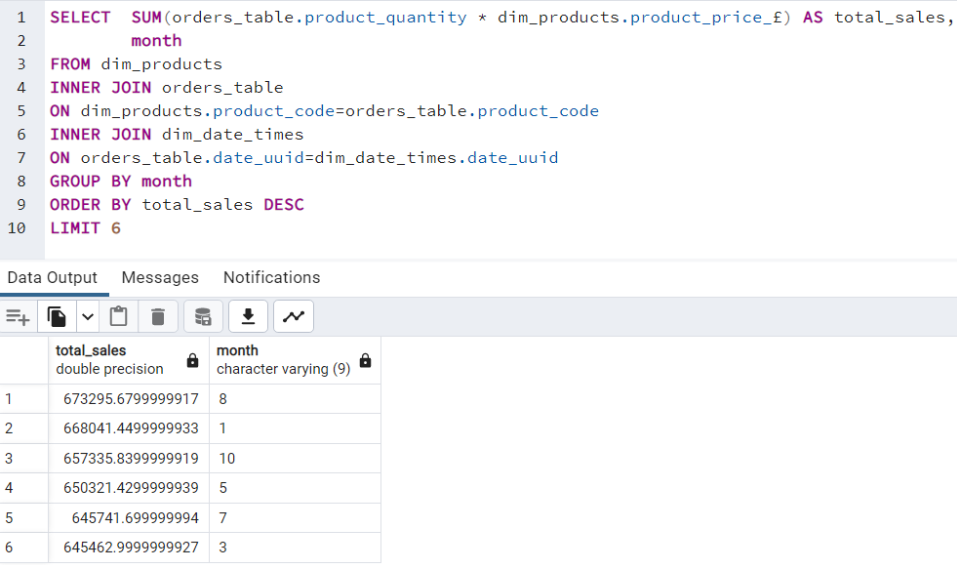 1 SELECT  SUM(orders_table.product_quantity * dim_products.product_price_£) AS total_sales,
2         month
3 FROM dim_products
4 INNER JOIN orders_table
5 ON dim_products.product_code=orders_table.product_code
6 INNER JOIN dim_date_times
7 ON orders_table.date_uuid=dim_date_times.date_uuid
8 GROUP BY month
9 ORDER BY total_sales DESC
10 LIMIT 6
Data Output Messages Notifications
total_sales month
double precision character varying (9)
1 673295.6799999917 8
2 668041.4499999933 1
3 657335.8399999919 10
4 650321.4299999939 5
5 645741.699999994 7
6 645462.9999999927 3